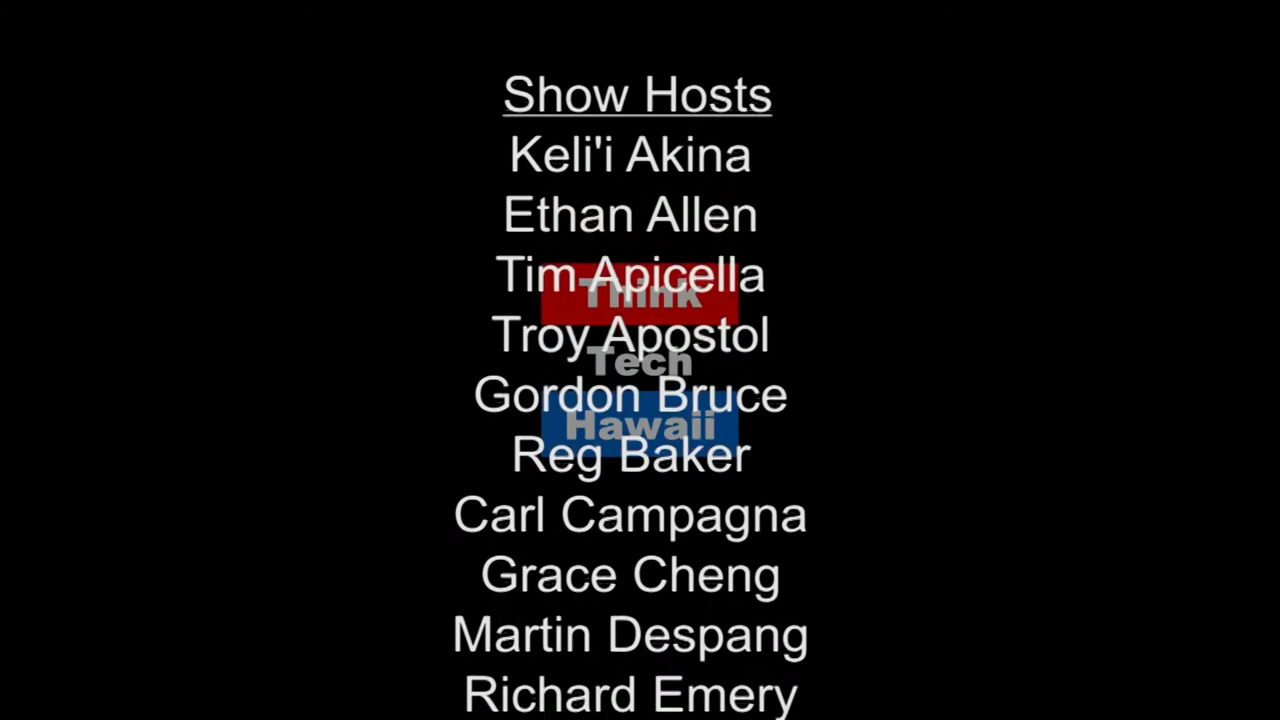 Show Hosts
Keli'i Akina
Ethan Allen
Tim Apicella
Think
Troy Apostol
Tech
Gordon Bruce
Hawaii
Reg Baker
Carl Campagna
Grace Cheng
Martin Despang
Richard Emery